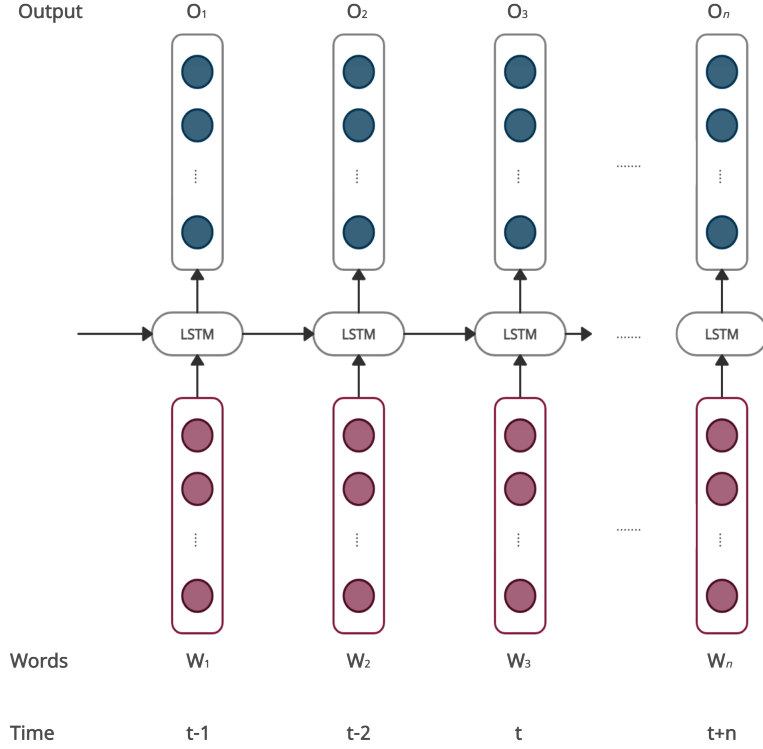 Output O₁ O₂ O₃ Oₙ
.......
LSTM LSTM LSTM ....... LSTM
.......
Words W₁ W₂ W₃ Wₙ
Time t-1 t-2 t t+n